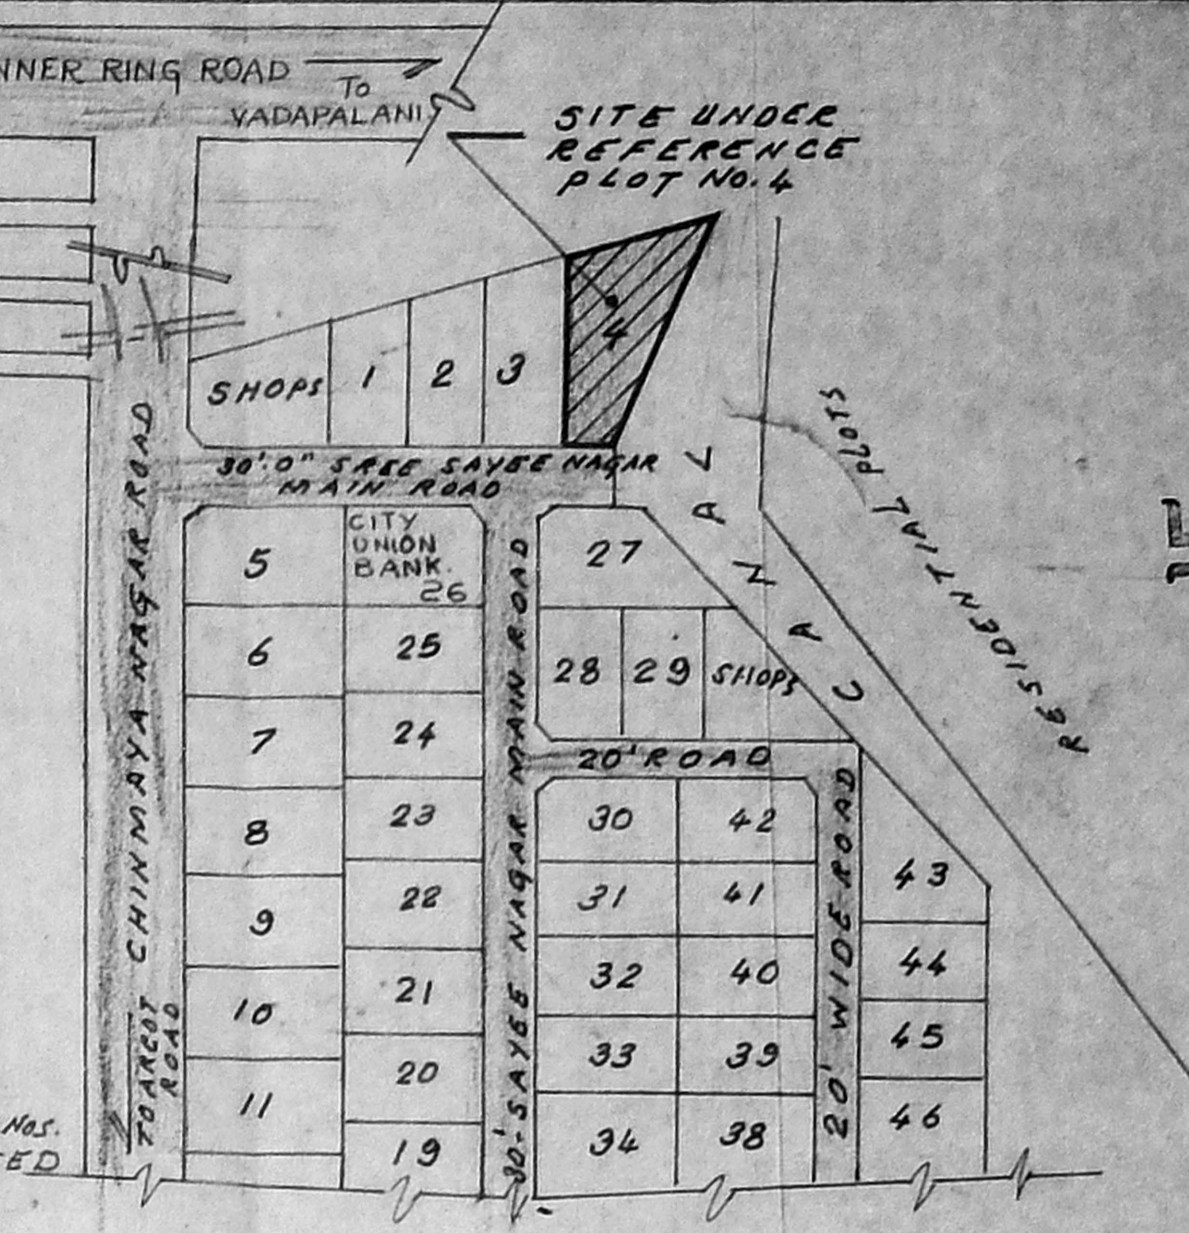 INNER RING ROAD
TO
VADAPALANI
SITE UNDER
REFERENCE
PLOT NO. 4
4
SHOPS
1
2
3
30'.0" SREE SAYEE NAGAR
MAIN ROAD
CANAL
RESIDENTIAL PLOTS
CHINMAYA NAGAR ROAD
TO ARCOT
ROAD
5
CITY
UNION
BANK.
26
6
25
7
24
8
23
9
22
10
21
11
20
19
30'-SAYEE NAGAR MAIN ROAD
27
28
29
SHOPS
20' ROAD
30
42
31
41
32
40
33
39
34
38
20' WIDE ROAD
43
44
45
46
NOS.